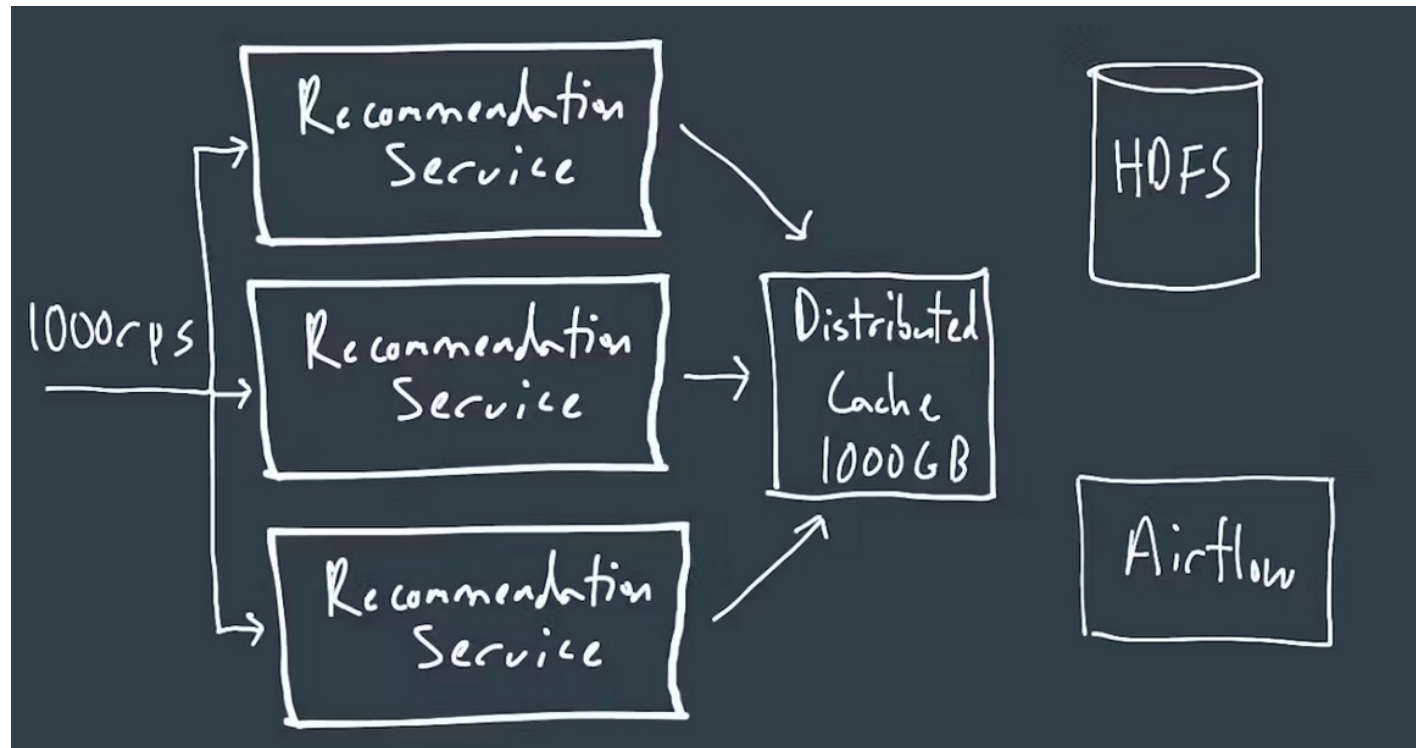 1000rps
Recommendation
Service
Recommendation
Service
Recommendation
Service
Distributed
Cache
1000GB
HDFS
Airflow